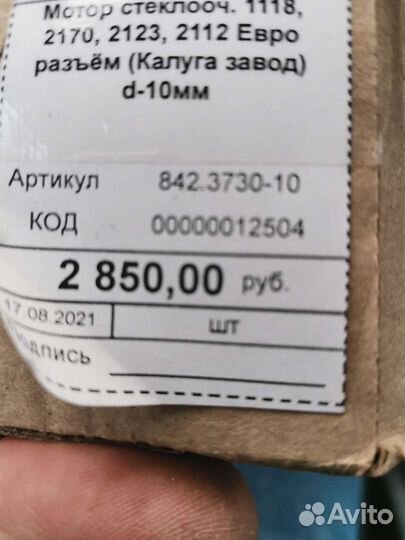 Мотор стеклооч. 1118,
2170, 2123, 2112 Евро
разъём (Калуга завод)
d-10мм
Артикул 842.3730-10
КОД 00000012504
2 850,00 руб.
17.08.2021 шт
Подпись
Avito